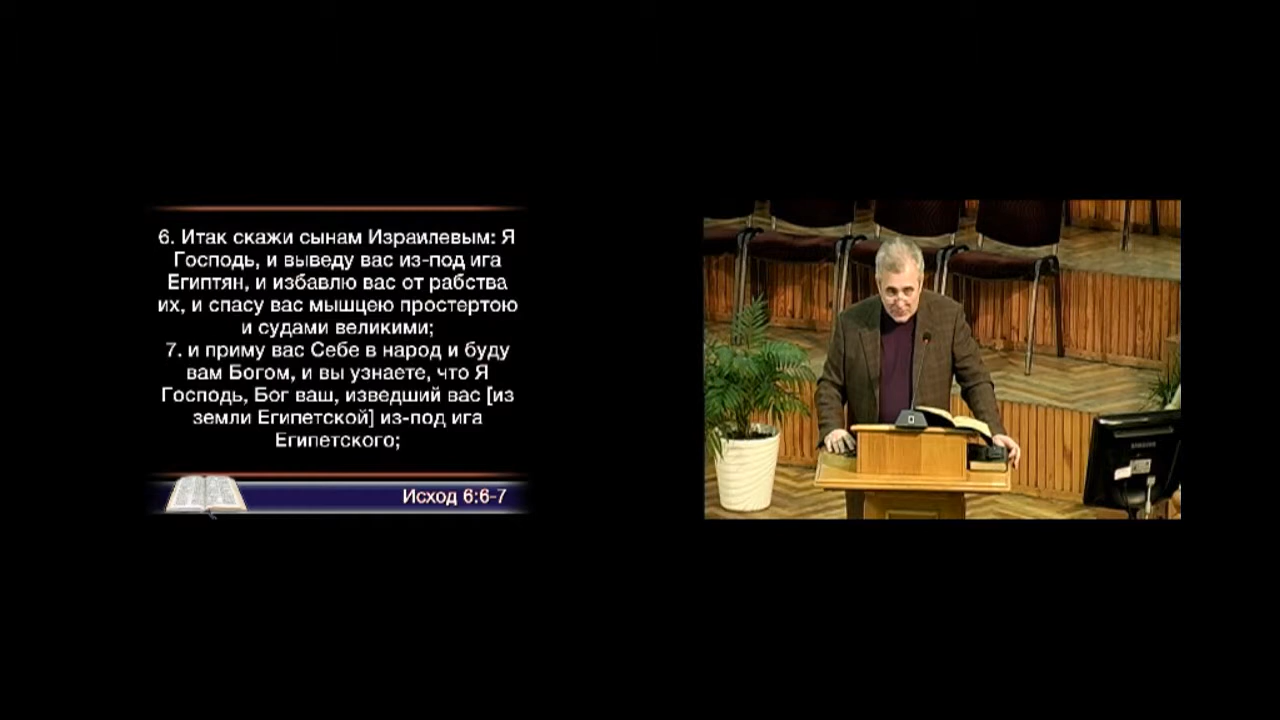 6. Итак скажи сынам Израилевым: Я
Господь, и выведу вас из-под ига
Египтян, и избавлю вас от рабства
их, и спасу вас мышцею простертою
и судами великими;
7. и приму вас Себе в народ и буду
вам Богом, и вы узнаете, что Я
Господь, Бог ваш, изведший вас [из
земли Египетской] из-под ига
Египетского;
Исход 6:6-7
SAMSUNG